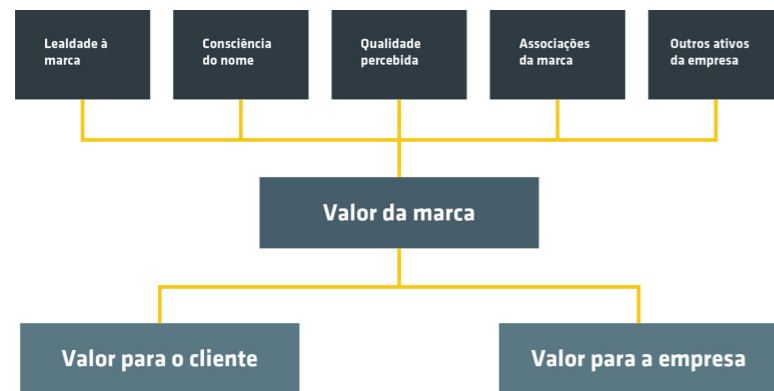 Lealdade à
marca
Consciência
do nome
Qualidade
percebida
Associações
da marca
Outros ativos
da empresa
Valor da marca
Valor para o cliente
Valor para a empresa